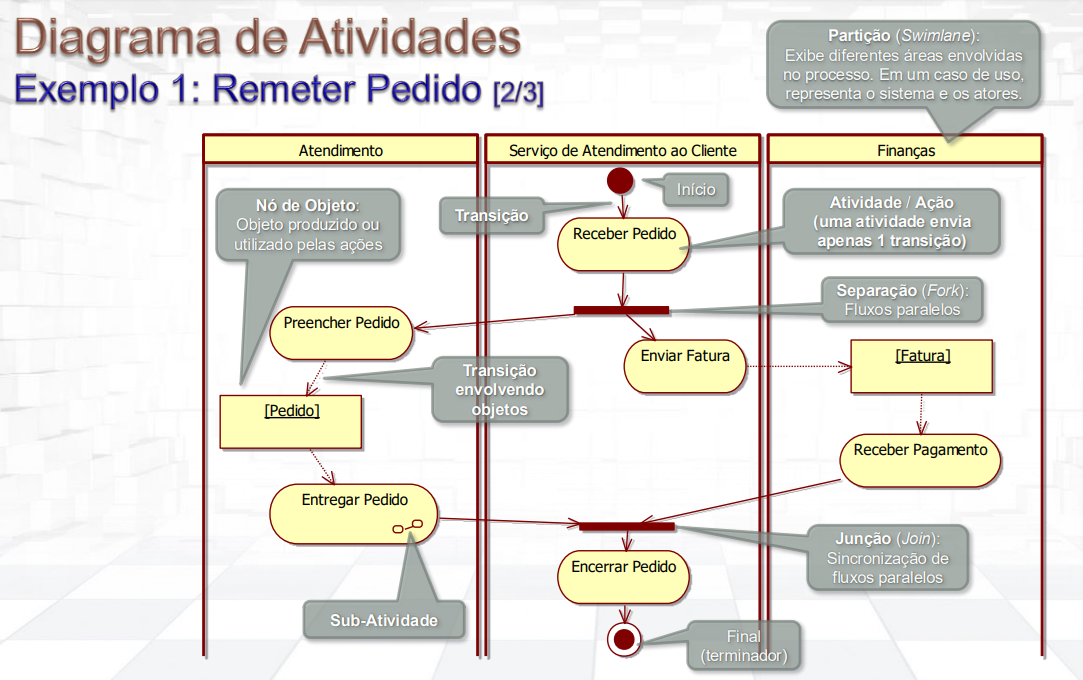 Diagrama de Atividades
Exemplo 1: Remeter Pedido [2/3]
Partição (Swimlane):
Exibe diferentes áreas envolvidas
no processo. Em um caso de uso,
representa o sistema e os atores.
Atendimento
Serviço de Atendimento ao Cliente
Finanças
Nó de Objeto:
Objeto produzido ou
utilizado pelas ações
Transição
Início
Receber Pedido
Atividade / Ação
(uma atividade envia
apenas 1 transição)
Separação (Fork):
Fluxos paralelos
Preencher Pedido
Enviar Fatura
[Fatura]
Transição
envolvendo
objetos
[Pedido]
Receber Pagamento
Entregar Pedido
Junção (Join):
Sincronização de
fluxos paralelos
Encerrar Pedido
Sub-Atividade
Final
(terminador)